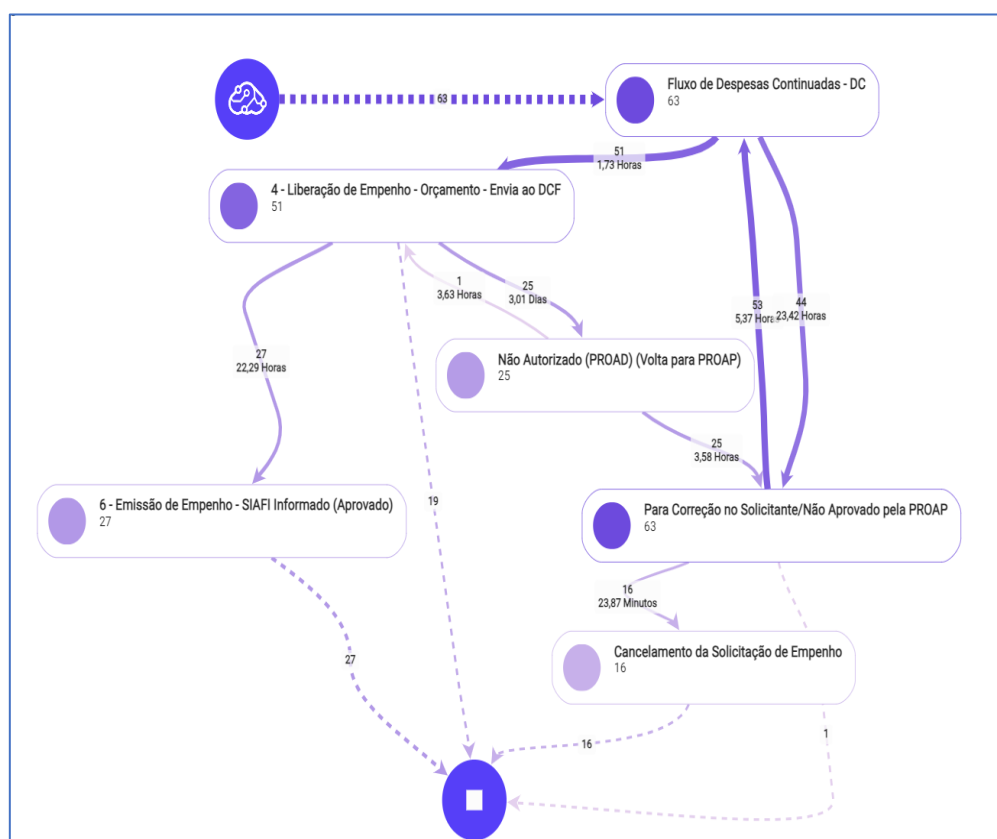 63
Fluxo de Despesas Continuadas - DC
63
51
1,73 Horas
4 - Liberação de Empenho - Orçamento - Envia ao DCF
51
1
3,63 Horas
25
3,01 Dias
53
5,37 Horas
44
23,42 Horas
27
22,29 Horas
Não Autorizado (PROAD) (Volta para PROAP)
25
25
3,58 Horas
19
6 - Emissão de Empenho - SIAFI Informado (Aprovado)
27
Para Correção no Solicitante/Não Aprovado pela PROAP
63
16
23,87 Minutos
Cancelamento da Solicitação de Empenho
16
27
16
1